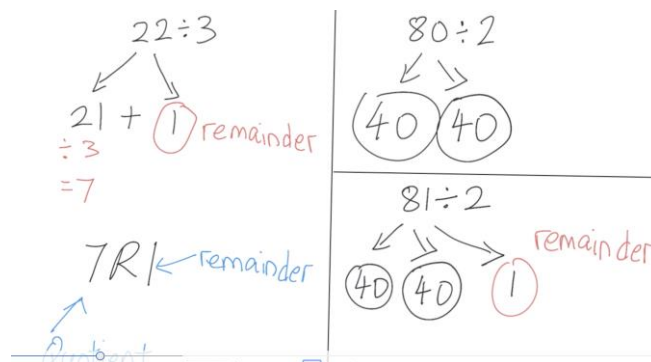 22÷3
21 + 1 remainder
÷3
=7
7R1 remainder
Quotient
80÷2
40 40
81÷2
remainder
40 40 1